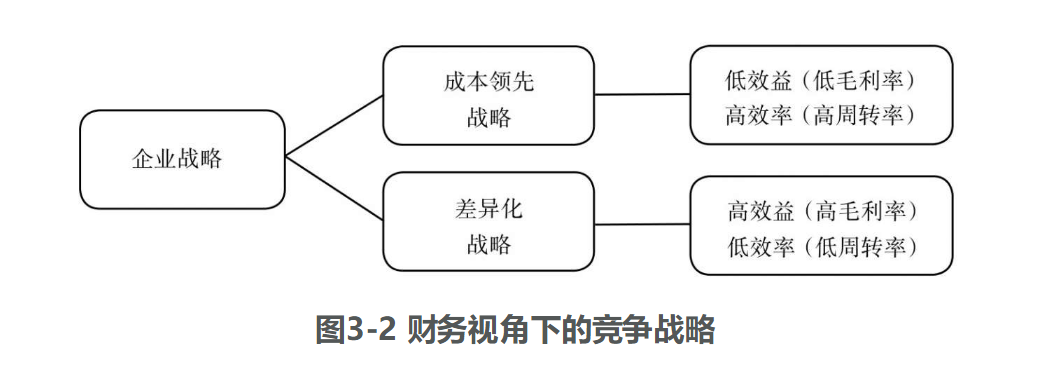 企业战略
成本领先
战略
低效益（低毛利率）
高效率（高周转率）
差异化
战略
高效益（高毛利率）
低效率（低周转率）
图3-2 财务视角下的竞争战略